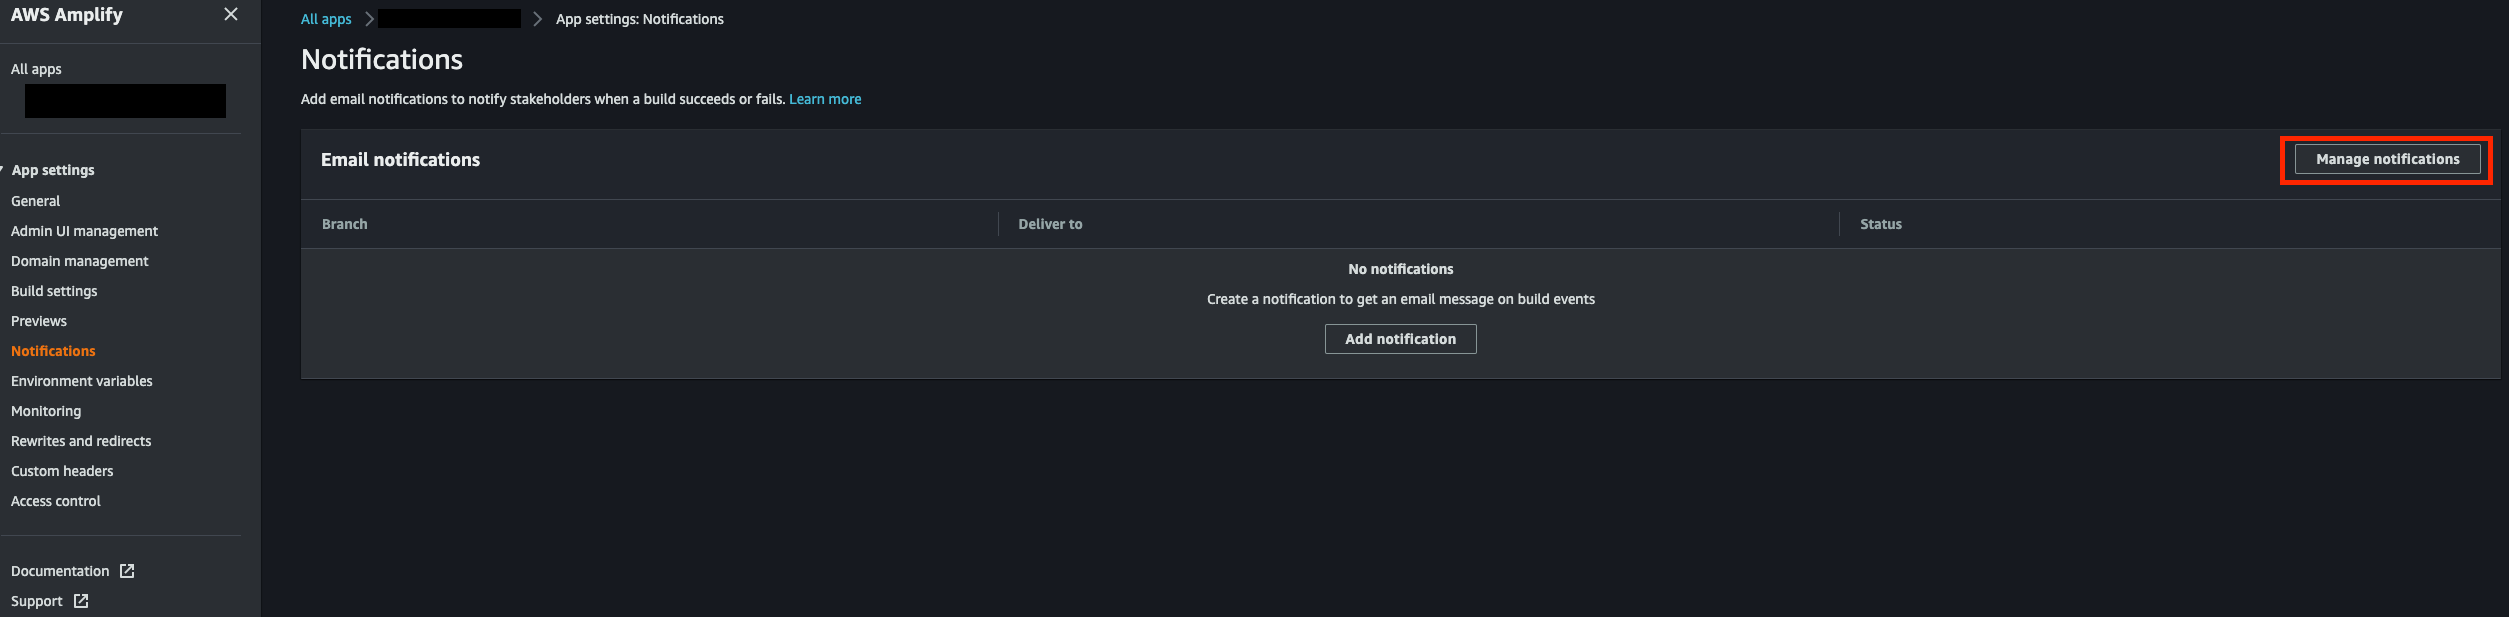 AWS Amplify
All apps
App settings
General
Admin UI management
Domain management
Build settings
Previews
Notifications
Environment variables
Monitoring
Rewrites and redirects
Custom headers
Access control
Documentation
Support
All apps > > App settings: Notifications
Notifications
Add email notifications to notify stakeholders when a build succeeds or fails. Learn more
Email notifications
Manage notifications
Branch Deliver to Status
No notifications
Create a notification to get an email message on build events
Add notification